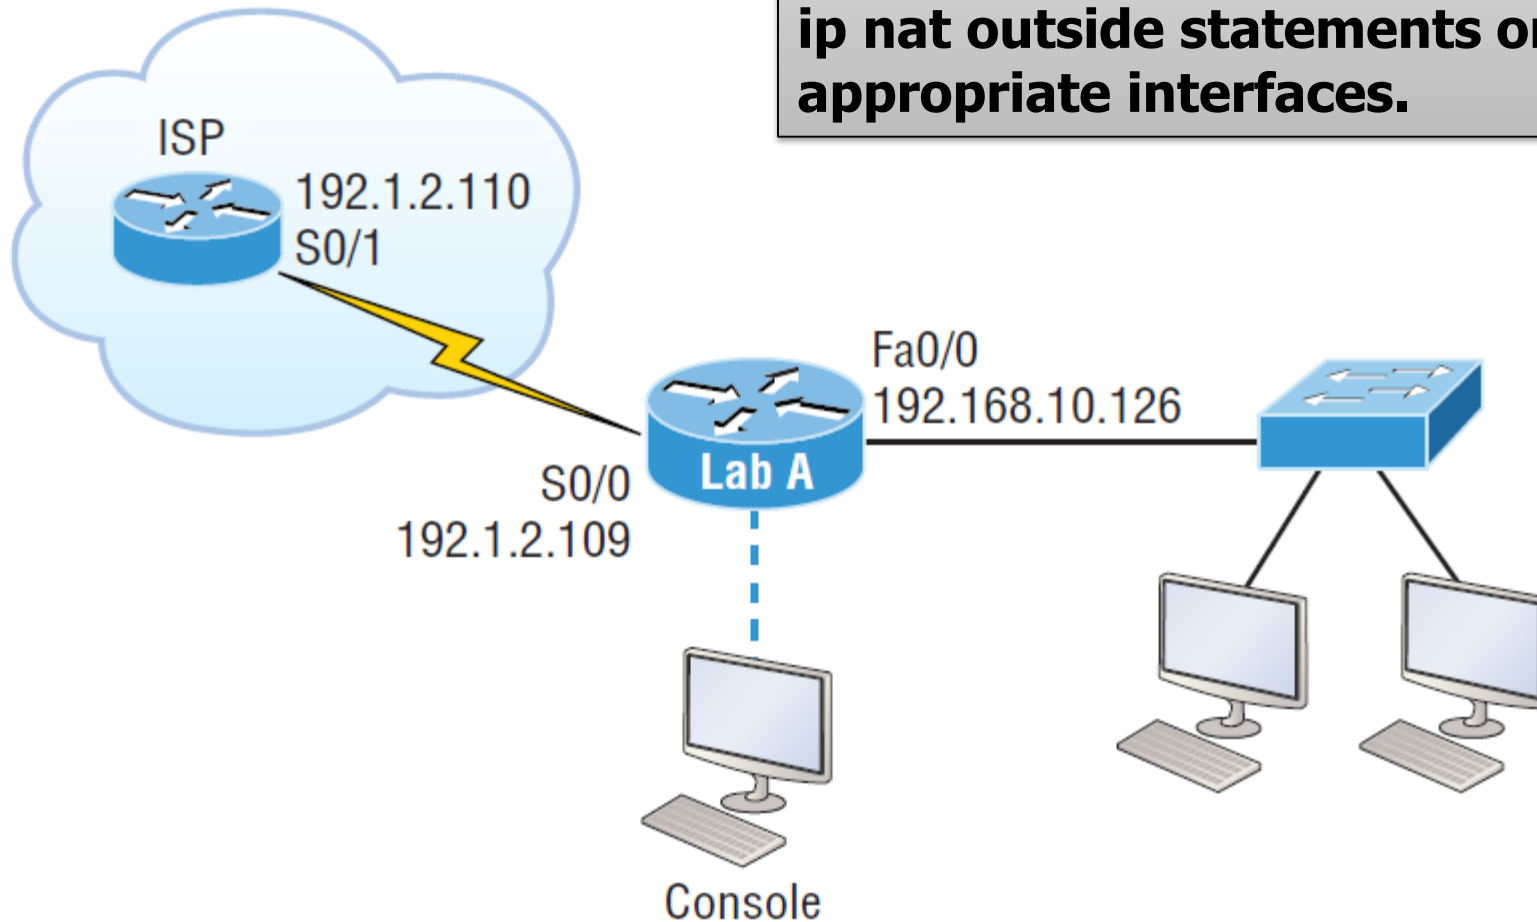 ip nat outside statements
appropriate interfaces.
ISP
192.1.2.110
S0/1
Fa0/0
192.168.10.126
Lab A
S0/0
192.1.2.109
Console